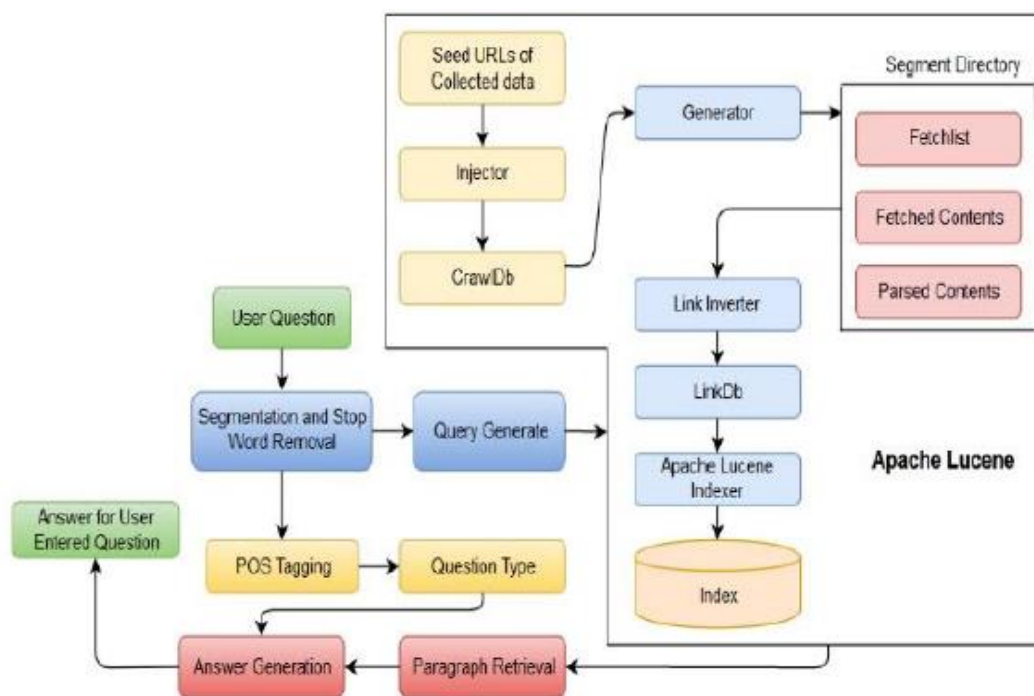 Seed URLs of
Collected data
Segment Directory
Generator
Fetchlist
Injector
Fetched Contents
CrawlDb
Parsed Contents
Link Inverter
User Question
LinkDb
Segmentation and Stop
Word Removal
Query Generate
Apache Lucene
Apache Lucene
Indexer
Answer for User
Entered Question
POS Tagging
Question Type
Index
Answer Generation
Paragraph Retrieval